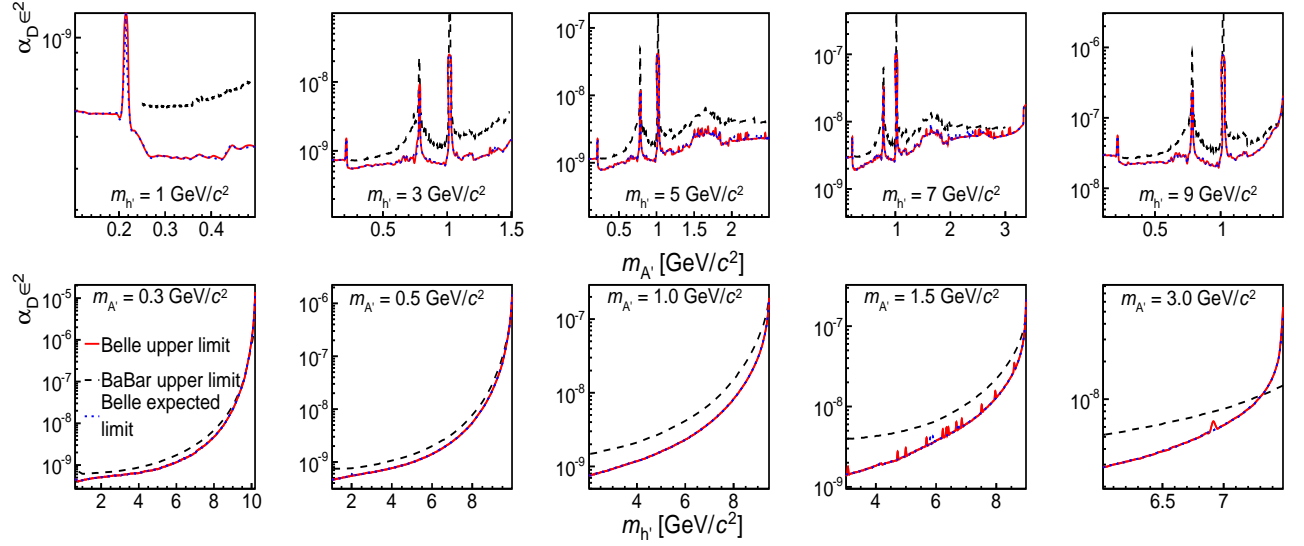 α_D ε²
10⁻⁹
0.2 0.3 0.4
m_h' = 1 GeV/c²
10⁻⁷
10⁻⁸
10⁻⁹
0.5 1 1.5
m_h' = 3 GeV/c²
10⁻⁷
10⁻⁸
10⁻⁹
0.5 1 1.5 2
m_h' = 5 GeV/c²
10⁻⁷
10⁻⁸
10⁻⁹
1 2 3
m_h' = 7 GeV/c²
10⁻⁶
10⁻⁷
10⁻⁸
0.5 1
m_h' = 9 GeV/c²
m_A' [GeV/c²]
α_D ε²
10⁻⁵
10⁻⁶
10⁻⁷
10⁻⁸
10⁻⁹
m_A' = 0.3 GeV/c²
Belle upper limit
BaBar upper limit
Belle expected
limit
2 4 6 8 10
10⁻⁶
10⁻⁷
10⁻⁸
10⁻⁹
m_A' = 0.5 GeV/c²
2 4 6 8
10⁻⁷
10⁻⁸
10⁻⁹
m_A' = 1.0 GeV/c²
4 6 8
10⁻⁷
10⁻⁸
10⁻⁹
m_A' = 1.5 GeV/c²
4 6 8
10⁻⁸
m_A' = 3.0 GeV/c²
6.5 7
m_h' [GeV/c²]